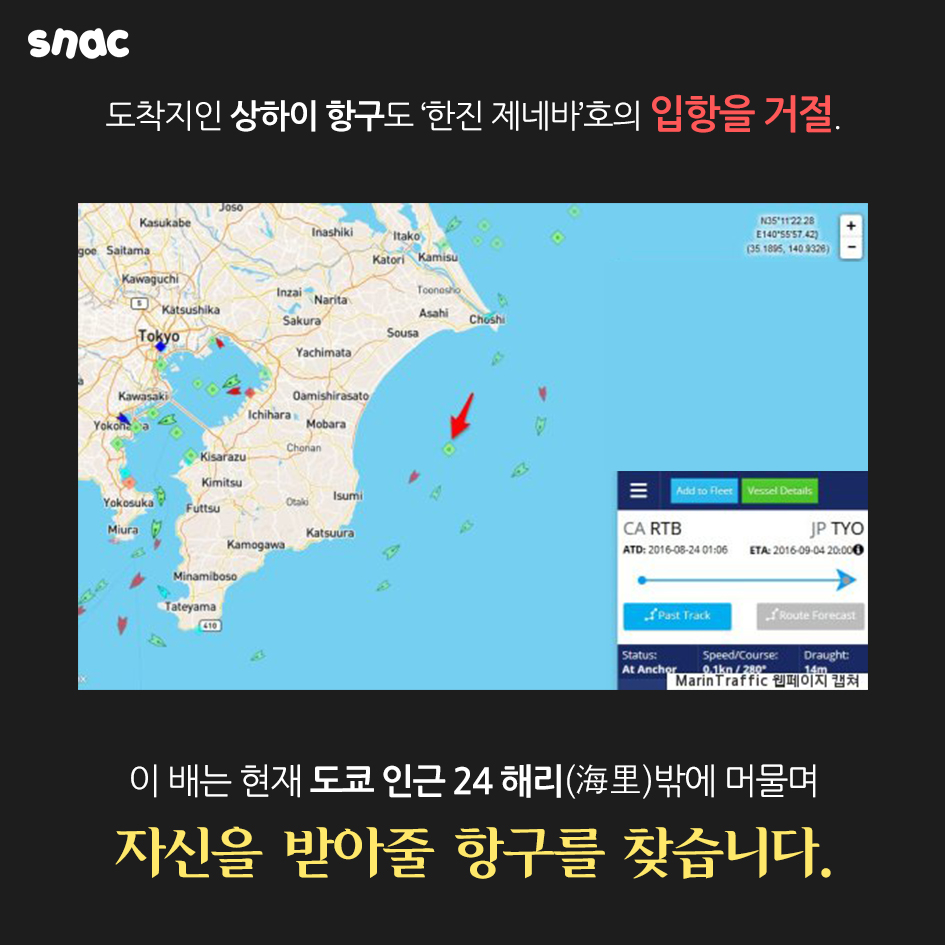 snac
도착지인 상하이 항구도 ‘한진 제네바’호의 입항을 거절.
Joso
Kasukabe
Inashiki
Itako
goe
Saitama
Katori
Kamisu
N35°11'22.28
E140°55'57.42)
(35.1895, 140.9326)
+
−
Kawaguchi
Toonosho
5
Inzai
Narita
Katsushika
Sakura
Asahi
Choshi
Sousa
Tokyo
Yachimata
Kawasaki
Oamishirasato
Ichihara
Mobara
Chonan
Kisarazu
Kimitsu
Isumi
Yokosuka
Futtsu
Otaki
Miura
Katsuura
Kamogawa
Minamiboso
Tateyama
410
Add to Fleet
Vessel Details
CA RTB
JP TYO
ATD: 2016-08-24 01:06
ETA: 2016-09-04 20:00
Past Track
Route Forecast
Status:
Speed/Course:
Draught:
At Anchor
0.1kn / 280°
14m
MarinTraffic 웹페이지 캡쳐
이 배는 현재 도쿄 인근 24 해리(海里)밖에 머물며
자신을 받아줄 항구를 찾습니다.